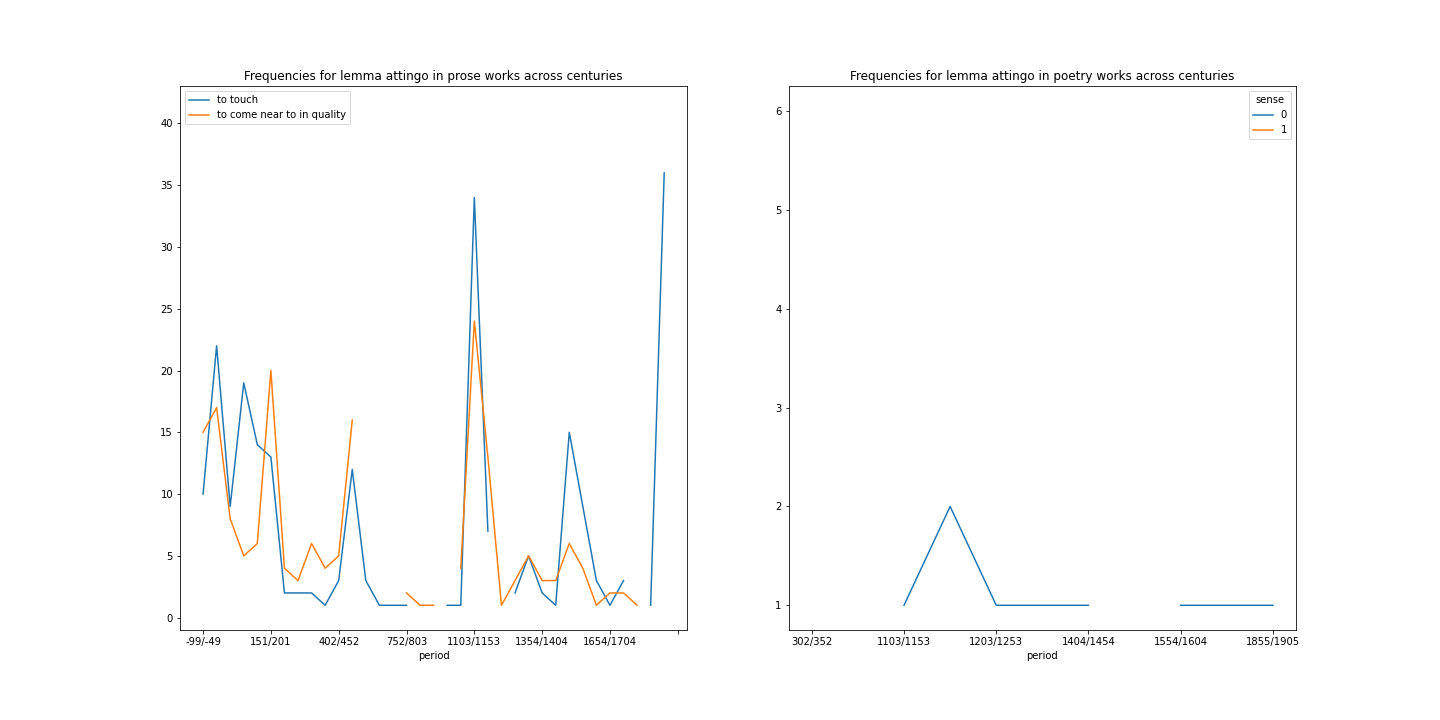 Frequencies for lemma attingo in prose works across centuries
to touch
to come near to in quality
40
35
30
25
20
15
10
5
0
-99/-49 151/201 402/452 752/803 1103/1153 1354/1404 1654/1704
period
Frequencies for lemma attingo in poetry works across centuries
sense
0
1
6
5
4
3
2
1
302/352 1103/1153 1203/1253 1404/1454 1554/1604 1855/1905
period